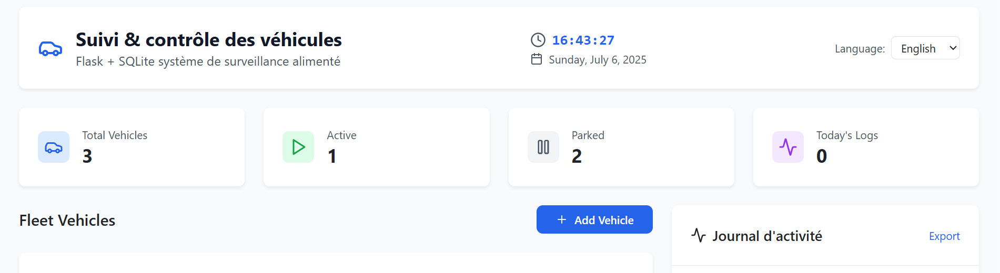 Suivi & contrôle des véhicules
Flask + SQLite système de surveillance alimenté
16:43:27
Sunday, July 6, 2025
Language: English
Total Vehicles
3
Active
1
Parked
2
Today's Logs
0
Fleet Vehicles
Add Vehicle
Journal d'activité
Export